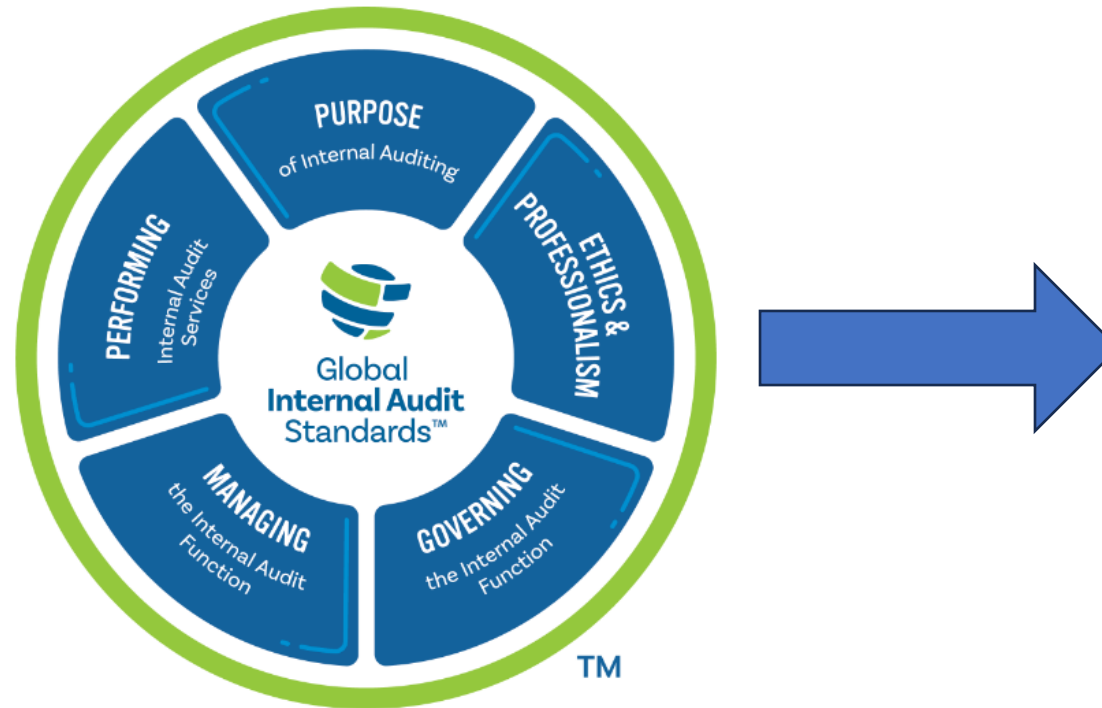 PURPOSE
of Internal Auditing
ETHICS &
PROFESSIONALISM
GOVERNING
the Internal Audit
Function
MANAGING
the Internal Audit
Function
PERFORMING
Internal Audit
Services
Global
Internal Audit
Standards™
TM